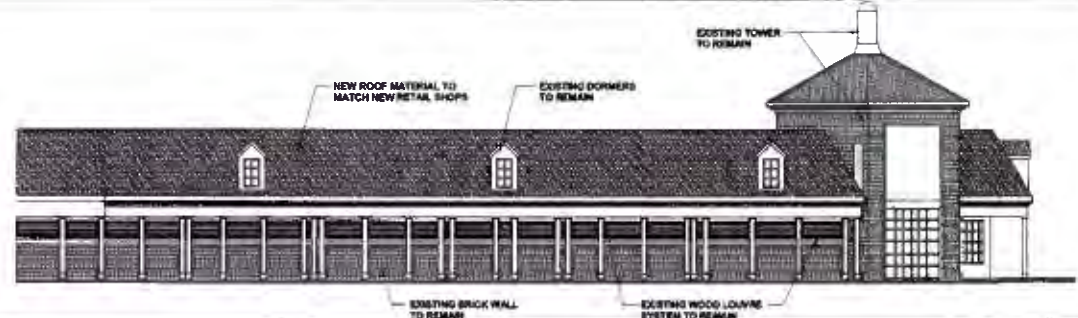 EXISTING TOWER
TO REMAIN
NEW ROOF MATERIAL TO
MATCH NEW RETAIL SHOPS
EXISTING DORMERS
TO REMAIN
EXISTING BRICK WALL
TO REMAIN
EXISTING WOOD LOUVRE
SYSTEM TO REMAIN